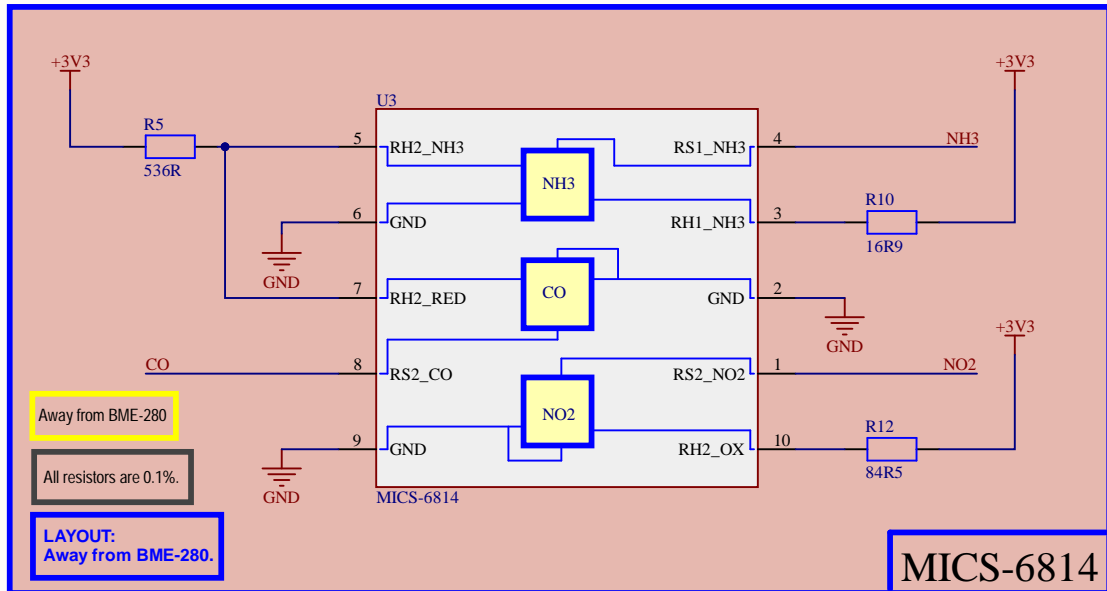 +3V3
+3V3
U3
R5
536R
5
RH2_NH3
RS1_NH3
4
NH3
NH3
6
GND
RH1_NH3
3
R10
16R9
GND
CO
7
RH2_RED
GND
2
GND
+3V3
CO
8
RS2_CO
RS2_NO2
1
NO2
NO2
9
GND
RH2_OX
10
R12
84R5
GND
MICS-6814
Away from BME-280
All resistors are 0.1%.
LAYOUT:
Away from BME-280.
MICS-6814